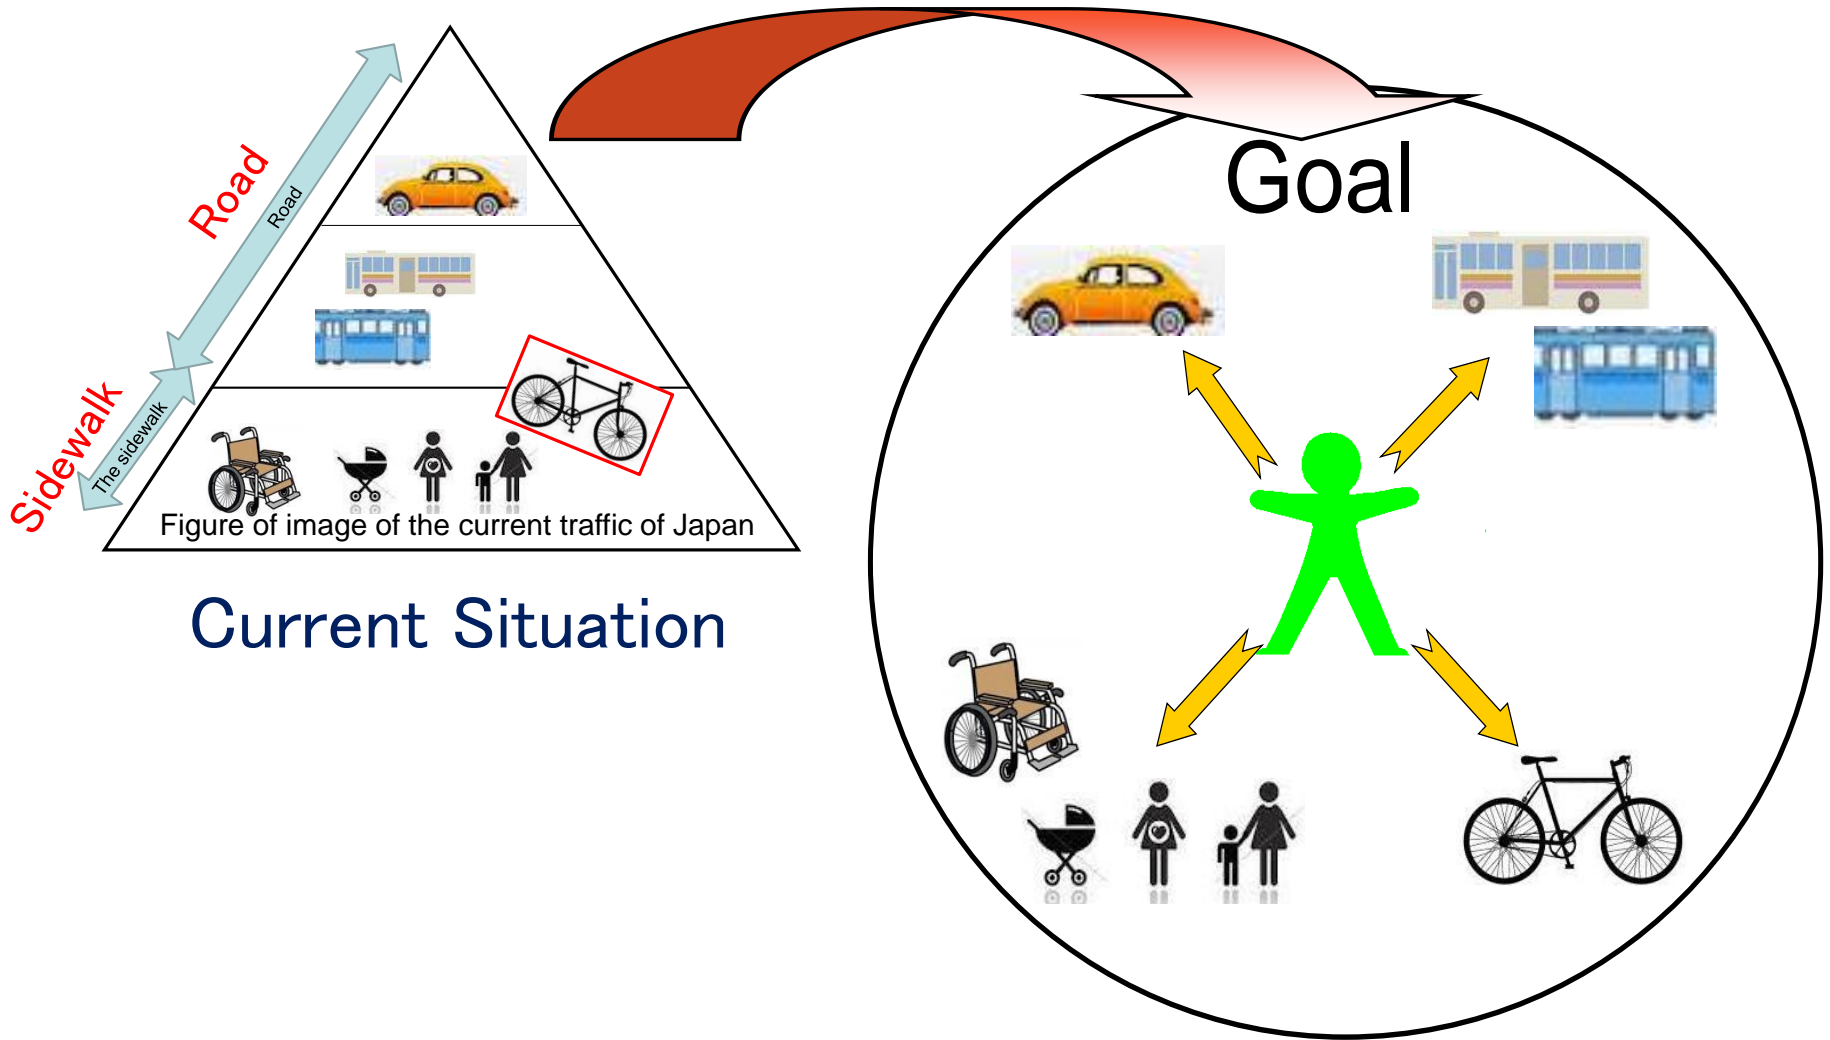 Road
Road
Sidewalk
The sidewalk
Figure of image of the current traffic of Japan
Current Situation
Goal